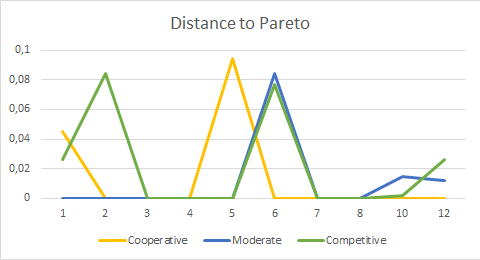 Distance to Pareto
0,1
0,08
0,06
0,04
0,02
0
1 2 3 4 5 6 7 8 10 12
Cooperative Moderate Competitive